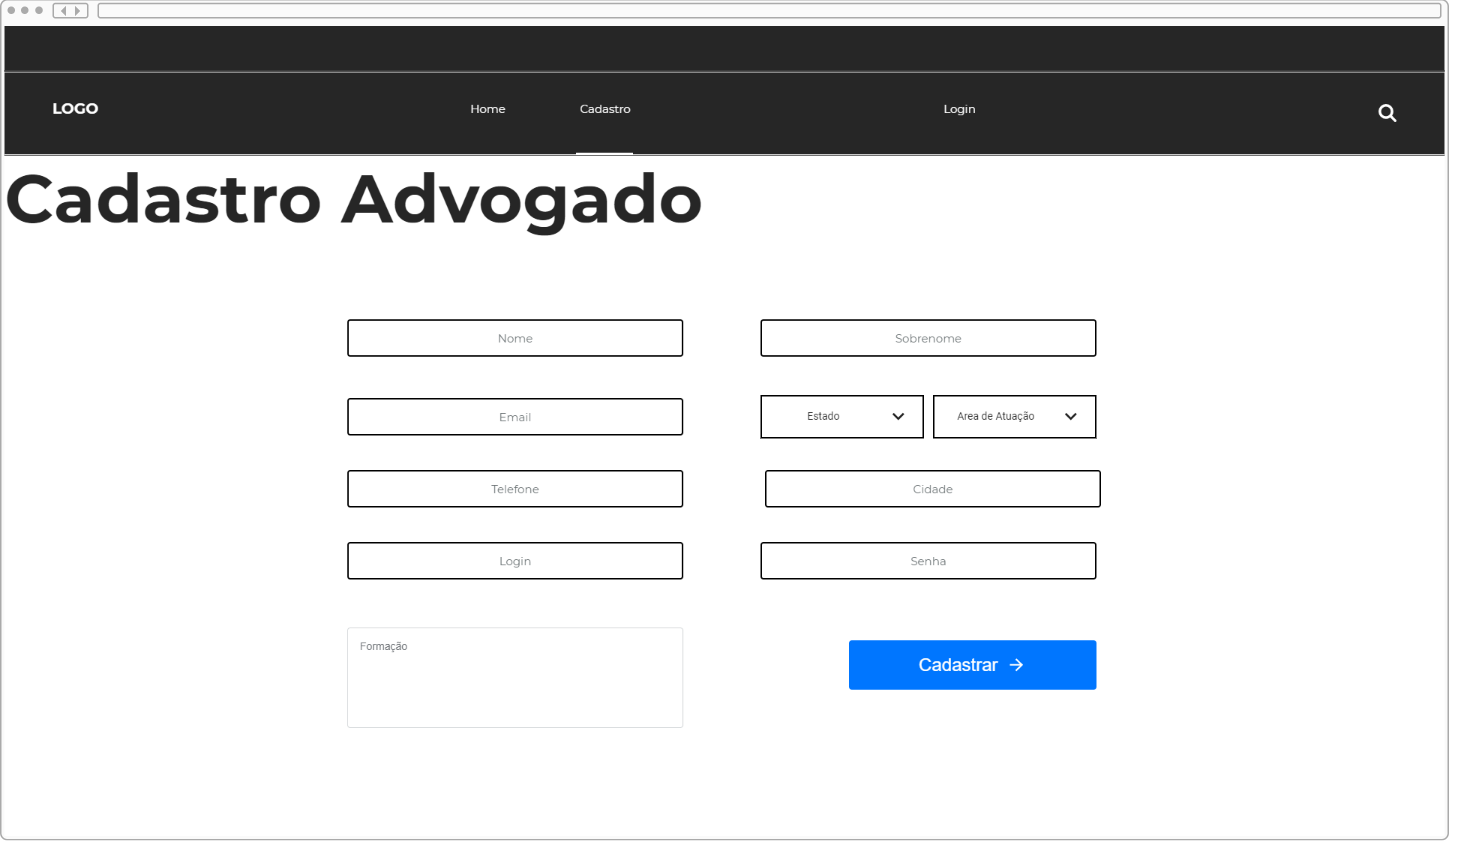 LOGO Home Cadastro Login
Cadastro Advogado
Nome Sobrenome
Email Estado Area de Atuação
Telefone Cidade
Login Senha
Formação
Cadastrar